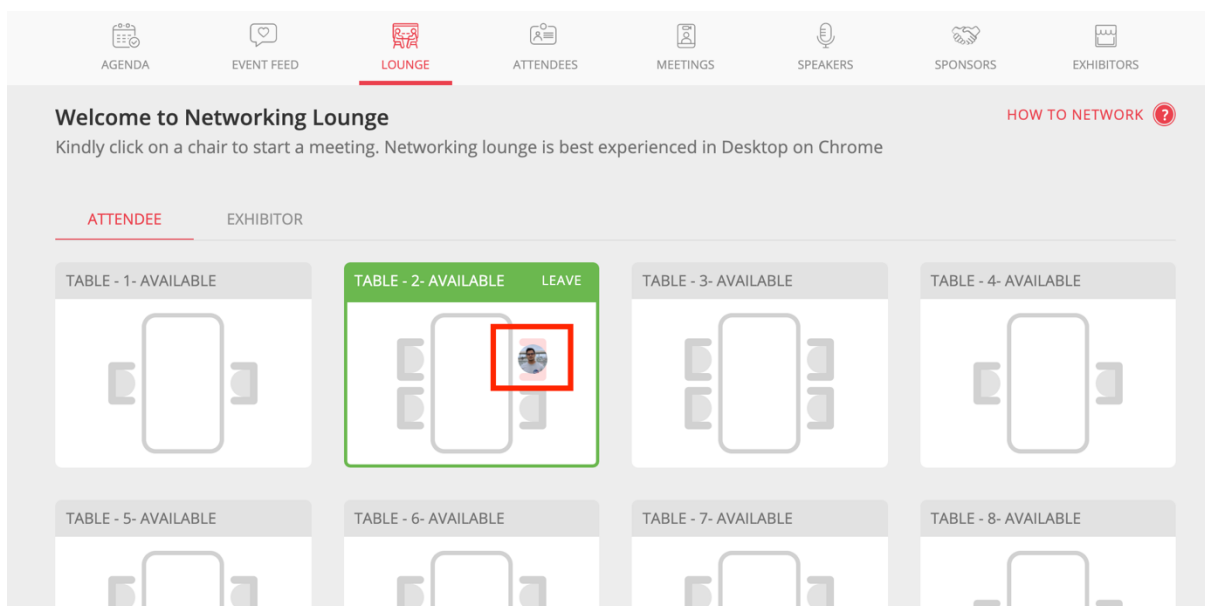 AGENDA EVENT FEED LOUNGE ATTENDEES MEETINGS SPEAKERS SPONSORS EXHIBITORS
Welcome to Networking Lounge
HOW TO NETWORK ?
Kindly click on a chair to start a meeting. Networking lounge is best experienced in Desktop on Chrome
ATTENDEE EXHIBITOR
TABLE - 1- AVAILABLE
TABLE - 2- AVAILABLE LEAVE
TABLE - 3- AVAILABLE
TABLE - 4- AVAILABLE
TABLE - 5- AVAILABLE
TABLE - 6- AVAILABLE
TABLE - 7- AVAILABLE
TABLE - 8- AVAILABLE